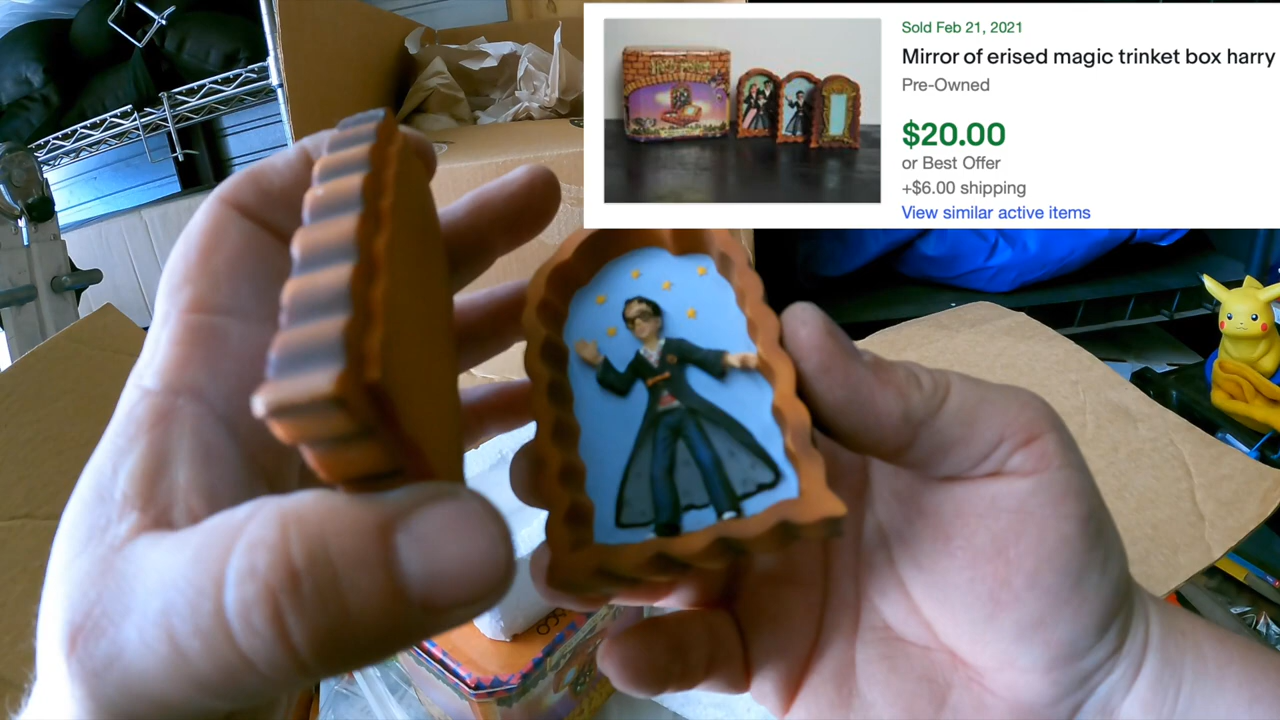 Sold Feb 21, 2021
Mirror of erised magic trinket box harry
Pre-Owned
$20.00
or Best Offer
+$6.00 shipping
View similar active items